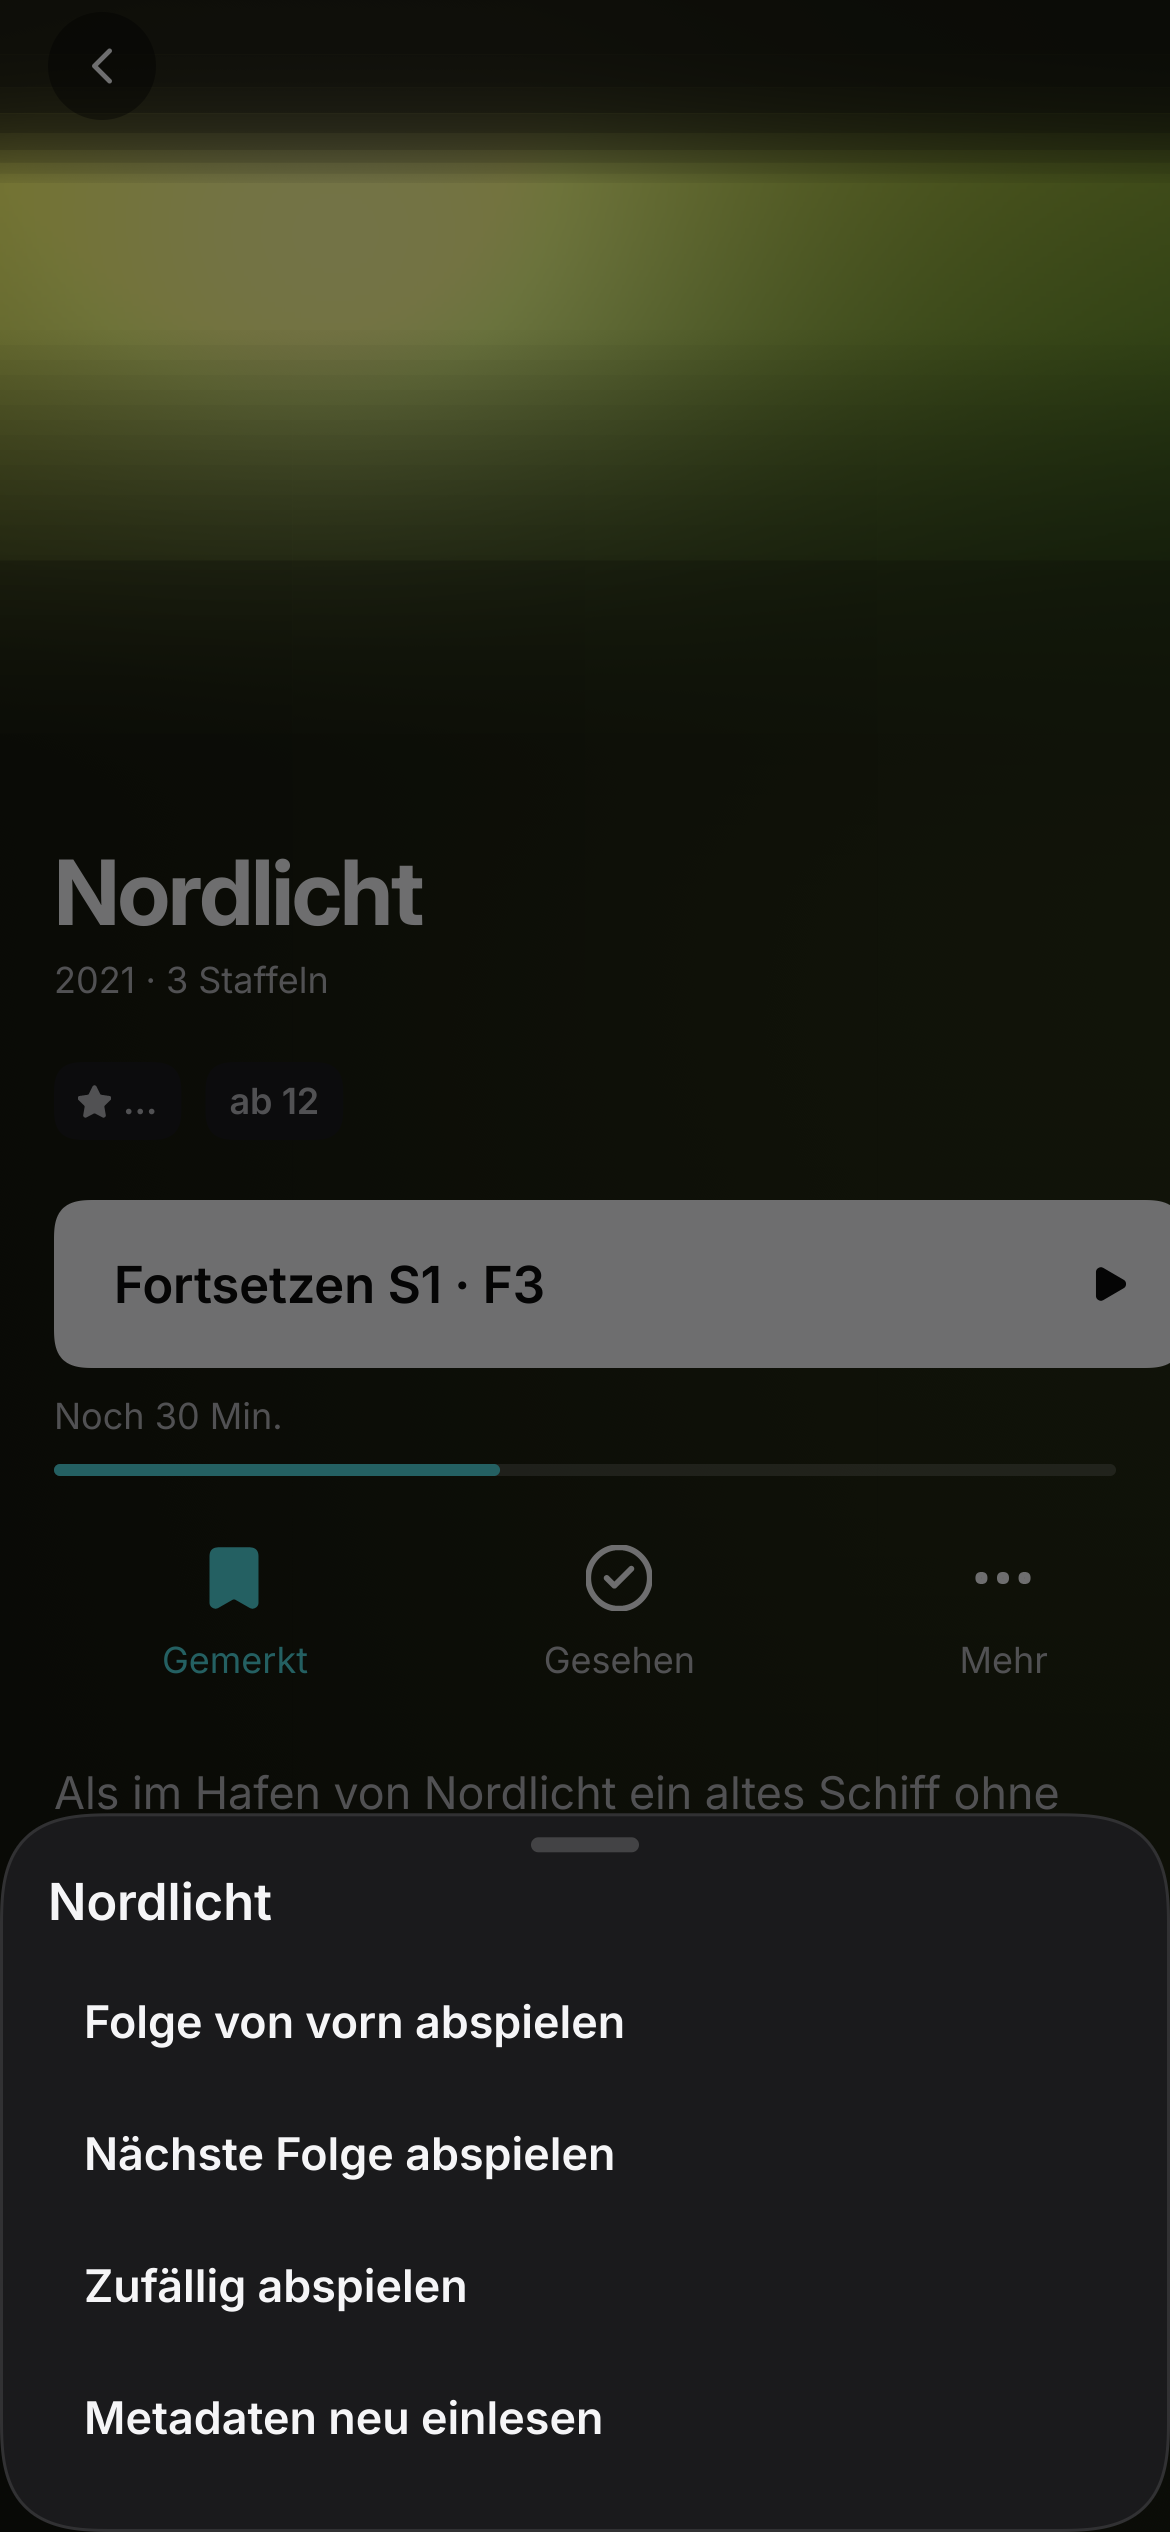 Nordlicht
2021 · 3 Staffeln
★ ...
ab 12
Fortsetzen S1 · F3
Noch 30 Min.
Gemerkt
Gesehen
Mehr
Als im Hafen von Nordlicht ein altes Schiff ohne
Nordlicht
Folge von vorn abspielen
Nächste Folge abspielen
Zufällig abspielen
Metadaten neu einlesen